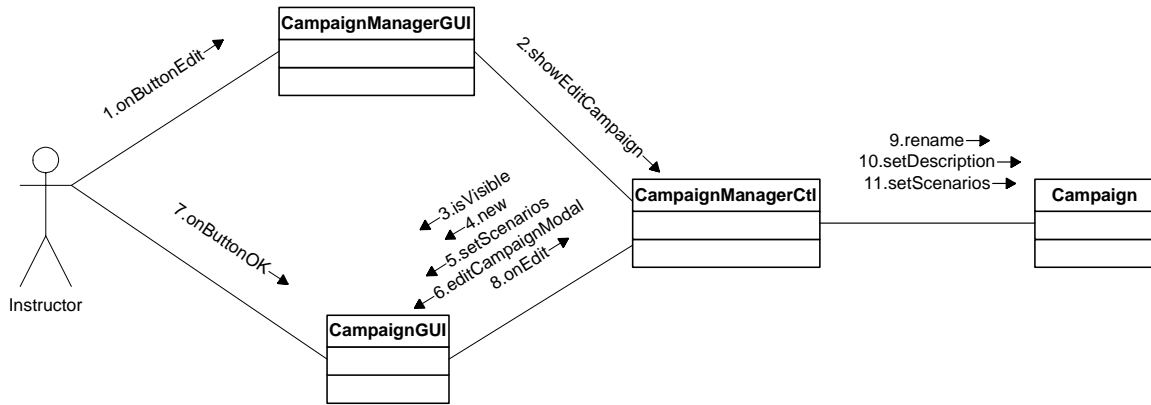 CampaignManagerGUI
1.onButtonEdit
2.showEditCampaign
9.rename
10.setDescription
11.setScenarios
CampaignManagerCtl
Campaign
7.onButtonOK
3.isVisible
4.new
5.setScenarios
6.editCampaignModal
8.onEdit
Instructor
CampaignGUI